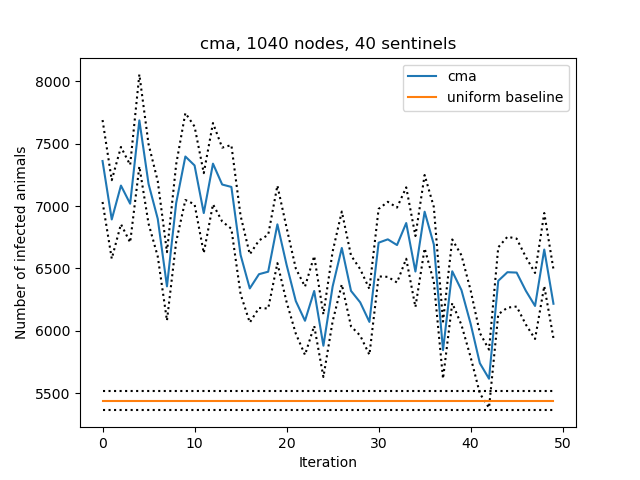 cma, 1040 nodes, 40 sentinels
cma
uniform baseline
8000
7500
7000
6500
6000
5500
Number of infected animals
0 10 20 30 40 50
Iteration